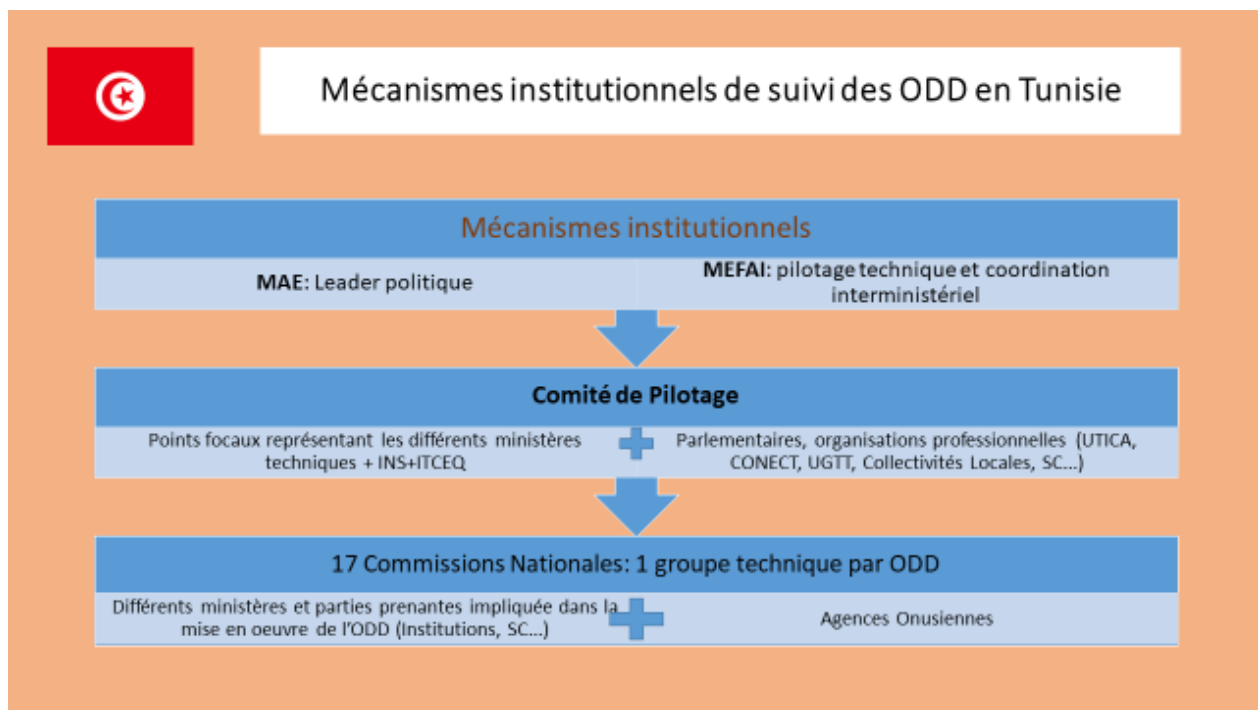 Mécanismes institutionnels de suivi des ODD en Tunisie
Mécanismes institutionnels
MAE: Leader politique
MEFAI: pilotage technique et coordination
interministériel
Comité de Pilotage
Points focaux représentant les différents ministères
techniques + INS+ITCEQ
Parlementaires, organisations professionnelles (UTICA,
CONECT, UGTT, Collectivités Locales, SC...)
17 Commissions Nationales: 1 groupe technique par ODD
Différents ministères et parties prenantes impliquée dans la
mise en oeuvre de l'ODD (Institutions, SC...)
Agences Onusiennes